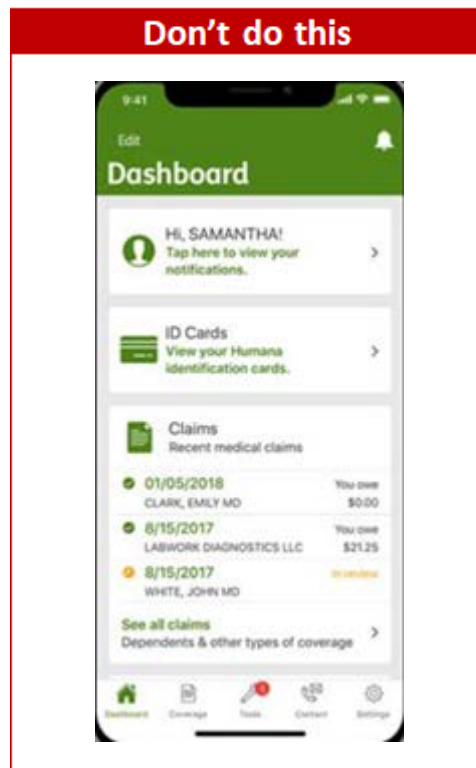 Don't do this
9:41
Edit
Dashboard
Hi, SAMANTHA!
Tap here to view your
notifications.
ID Cards
View your Humana
identification cards.
Claims
Recent medical claims
01/05/2018 You owe
CLARK, EMILY MD $0.00
8/15/2017 You owe
LABWORK DIAGNOSTICS LLC $21.25
8/15/2017 In review
WHITE, JOHN MD
See all claims
Dependents & other types of coverage
Dashboard Coverage Tools Contact Settings